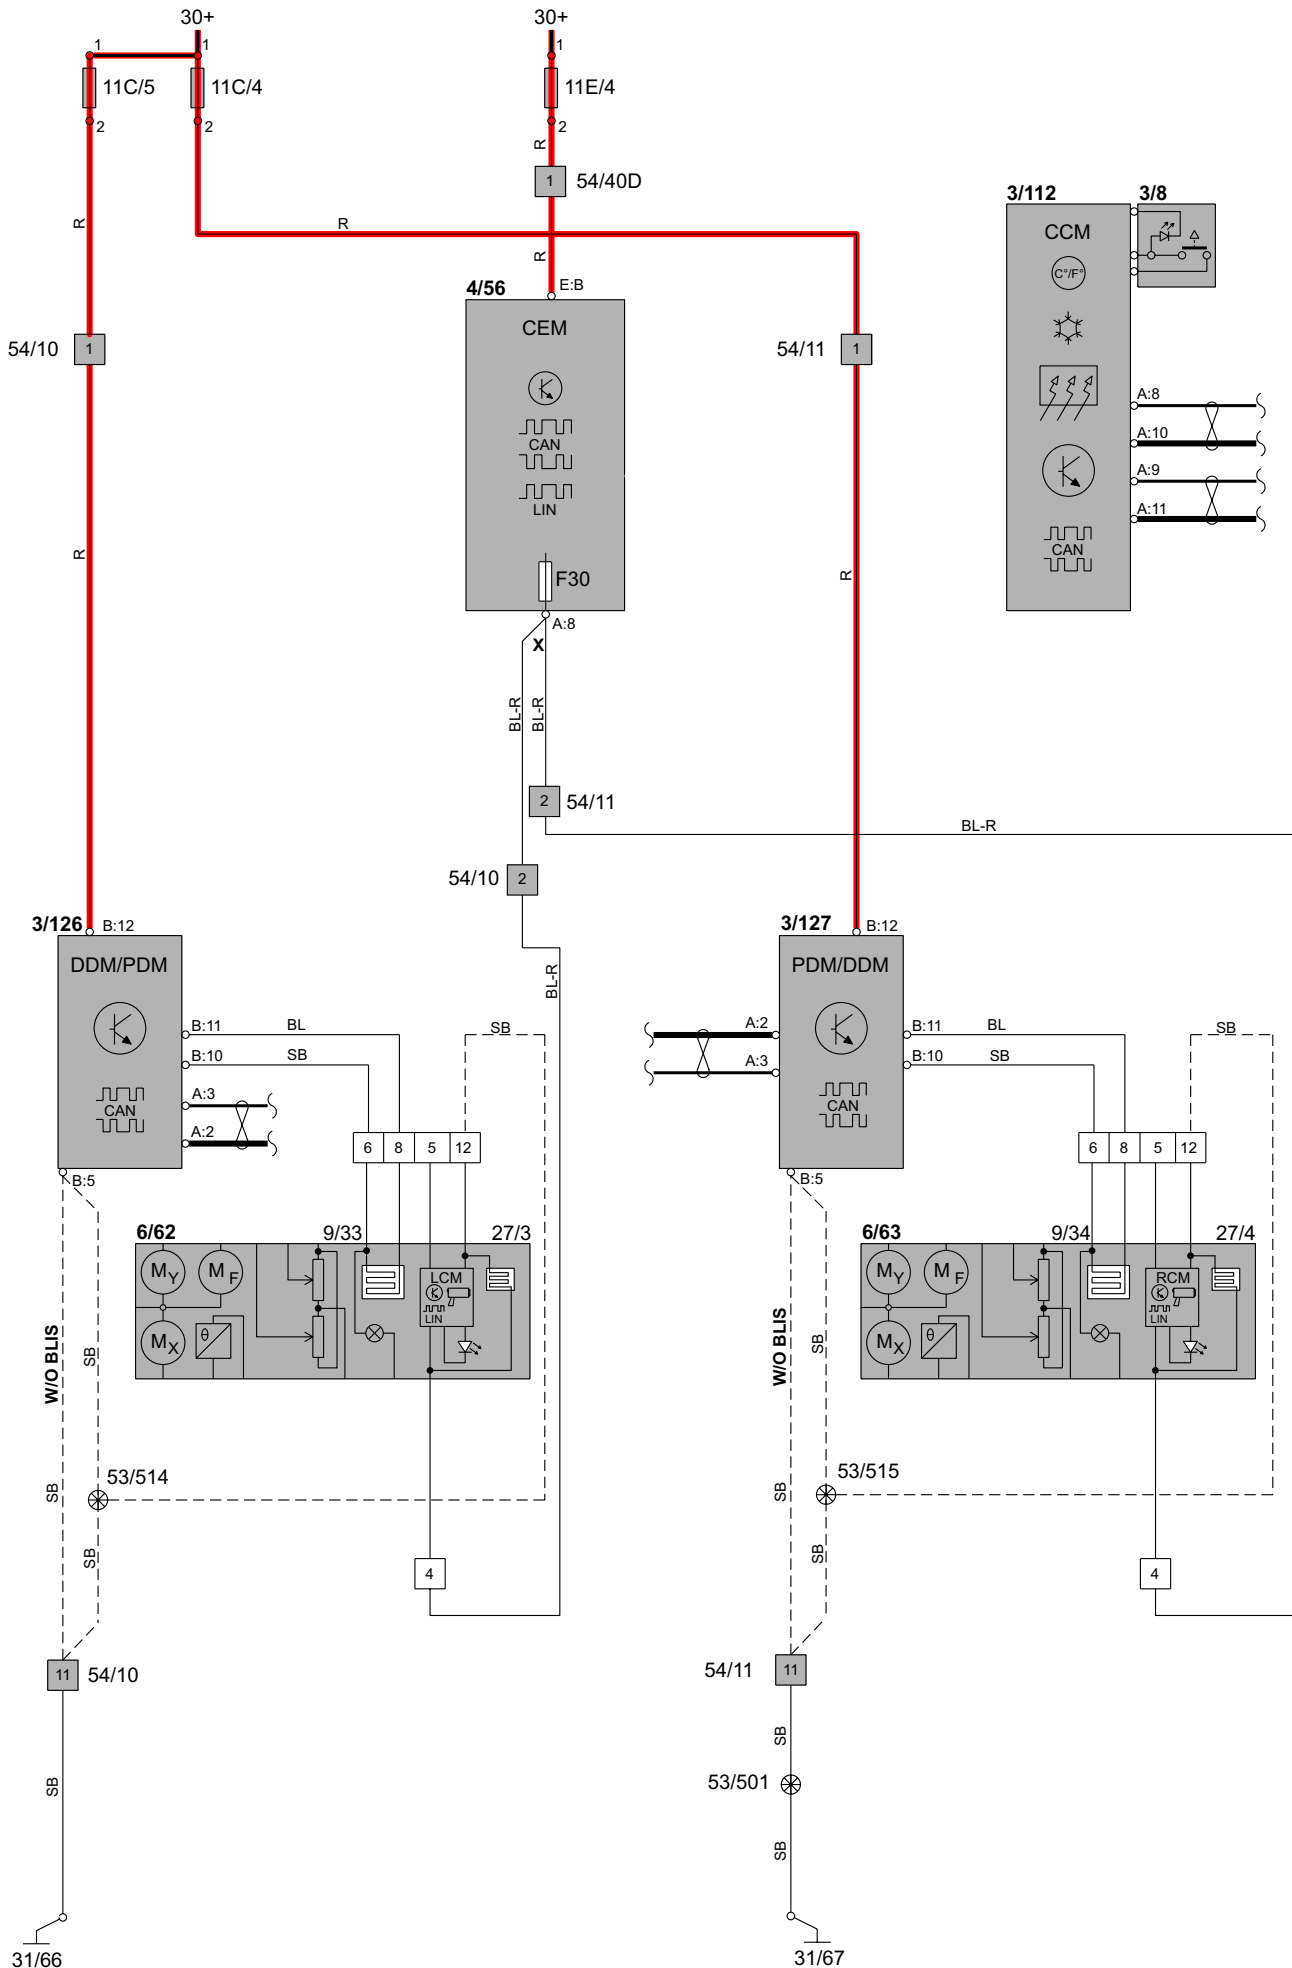 30+ 30+
1 1 1
11C/5 11C/4 11E/4
2 2 2
R
1 54/40D
3/112 3/8
R R
CCM
R
C°/F°
4/56 E:B
CEM
54/10 1
54/11 1
A:8
CAN
A:10
A:9
LIN
A:11
CAN
R
F30
R
A:8
X
BL-R BL-R
2 54/11
BL-R
54/10 2
3/126 B:12
3/127 B:12
DDM/PDM
PDM/DDM
BL-R
B:11 BL SB
A:2 B:11 BL SB
B:10 SB
A:3 B:10 SB
A:3
CAN
CAN
A:2
6 8 5 12
6 8 5 12
B:5
B:5
6/62 9/33 27/3
6/63 9/34 27/4
MY MF LCM
MY MF RCM
LIN
LIN
MX θ
MX θ
W/O BLIS SB
W/O BLIS SB
53/514
53/515
SB
SB
SB
SB
4
4
11 54/10
54/11 11
SB
SB
53/501
SB
31/66
31/67